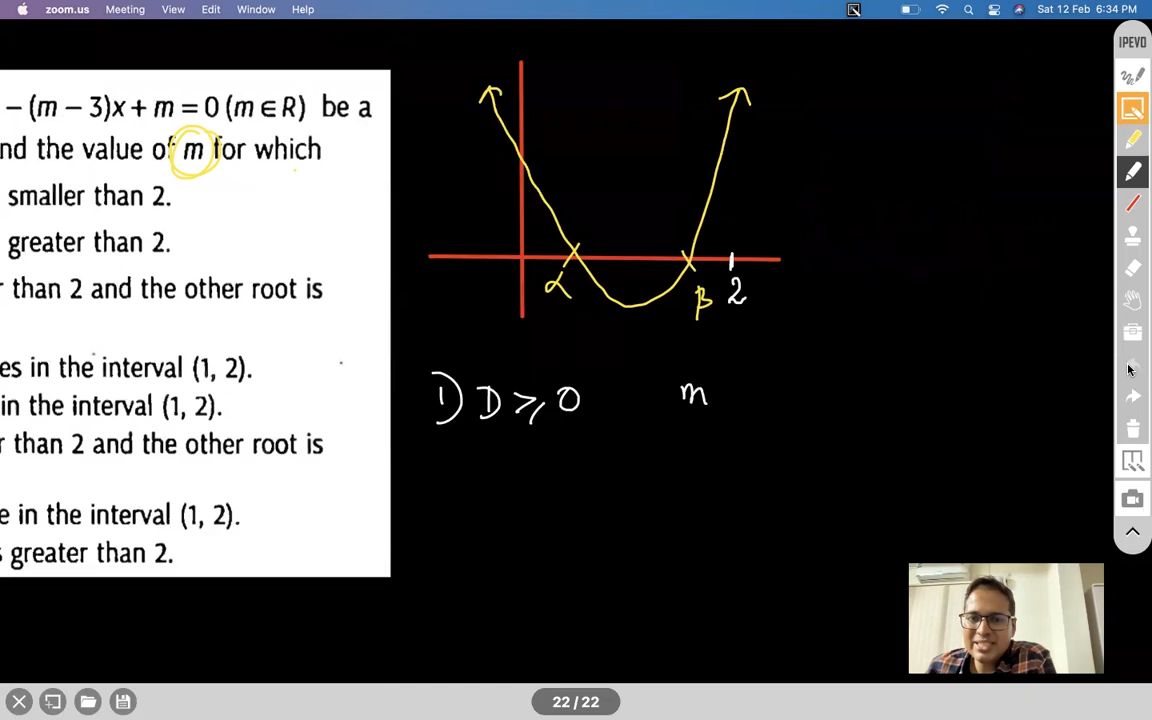 zoom.us Meeting View Edit Window Help Sat 12 Feb 6:34 PM
IPEVO
– (m – 3)x + m = 0 (m ∈ R) be a
nd the value of m for which
smaller than 2.
greater than 2.
r than 2 and the other root is
es in the interval (1, 2).
in the interval (1, 2).
r than 2 and the other root is
e in the interval (1, 2).
s greater than 2.
α β 2
1) D ⩾ 0 m
22 / 22